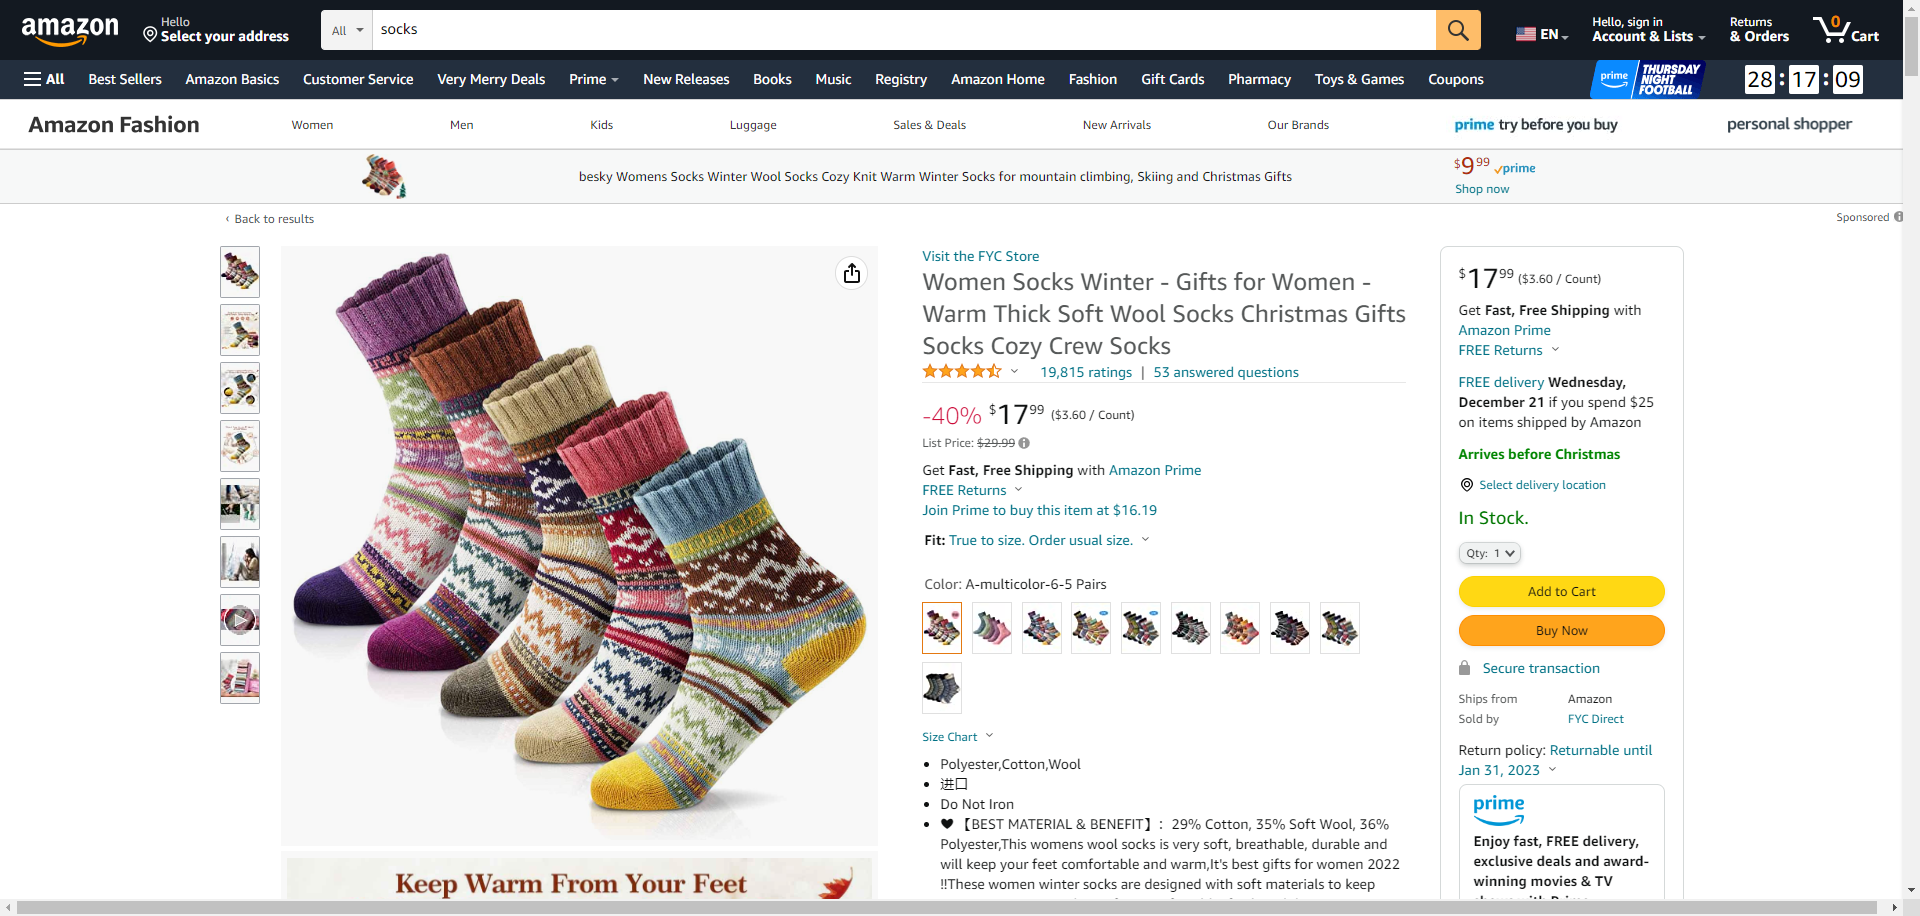 amazon
Hello
Select your address
All
socks
EN
Hello, sign in
Account & Lists
Returns
& Orders
0
Cart
All
Best Sellers
Amazon Basics
Customer Service
Very Merry Deals
Prime
New Releases
Books
Music
Registry
Amazon Home
Fashion
Gift Cards
Pharmacy
Toys & Games
Coupons
prime
THURSDAY
NIGHT
FOOTBALL
28 : 17 : 09
Amazon Fashion
Women
Men
Kids
Luggage
Sales & Deals
New Arrivals
Our Brands
prime try before you buy
personal shopper
besky Womens Socks Winter Wool Socks Cozy Knit Warm Winter Socks for mountain climbing, Skiing and Christmas Gifts
$9 99 prime
Shop now
‹ Back to results
Sponsored
Visit the FYC Store
Women Socks Winter - Gifts for Women -
Warm Thick Soft Wool Socks Christmas Gifts
Socks Cozy Crew Socks
19,815 ratings | 53 answered questions
-40% $17 99 ($3.60 / Count)
List Price: $29.99
Get Fast, Free Shipping with Amazon Prime
FREE Returns
Join Prime to buy this item at $16.19
Fit: True to size. Order usual size.
Color: A-multicolor-6-5 Pairs
Size Chart
• Polyester,Cotton,Wool
• 进口
• Do Not Iron
• ♥ 【BEST MATERIAL & BENEFIT】: 29% Cotton, 35% Soft Wool, 36%
Polyester,This womens wool socks is very soft, breathable, durable and
will keep your feet comfortable and warm,It's best gifts for women 2022
!!These women winter socks are designed with soft materials to keep
Keep Warm From Your Feet
$17 99 ($3.60 / Count)
Get Fast, Free Shipping with
Amazon Prime
FREE Returns
FREE delivery Wednesday,
December 21 if you spend $25
on items shipped by Amazon
Arrives before Christmas
Select delivery location
In Stock.
Qty: 1
Add to Cart
Buy Now
Secure transaction
Ships from Amazon
Sold by FYC Direct
Return policy: Returnable until
Jan 31, 2023
prime
Enjoy fast, FREE delivery,
exclusive deals and award-
winning movies & TV